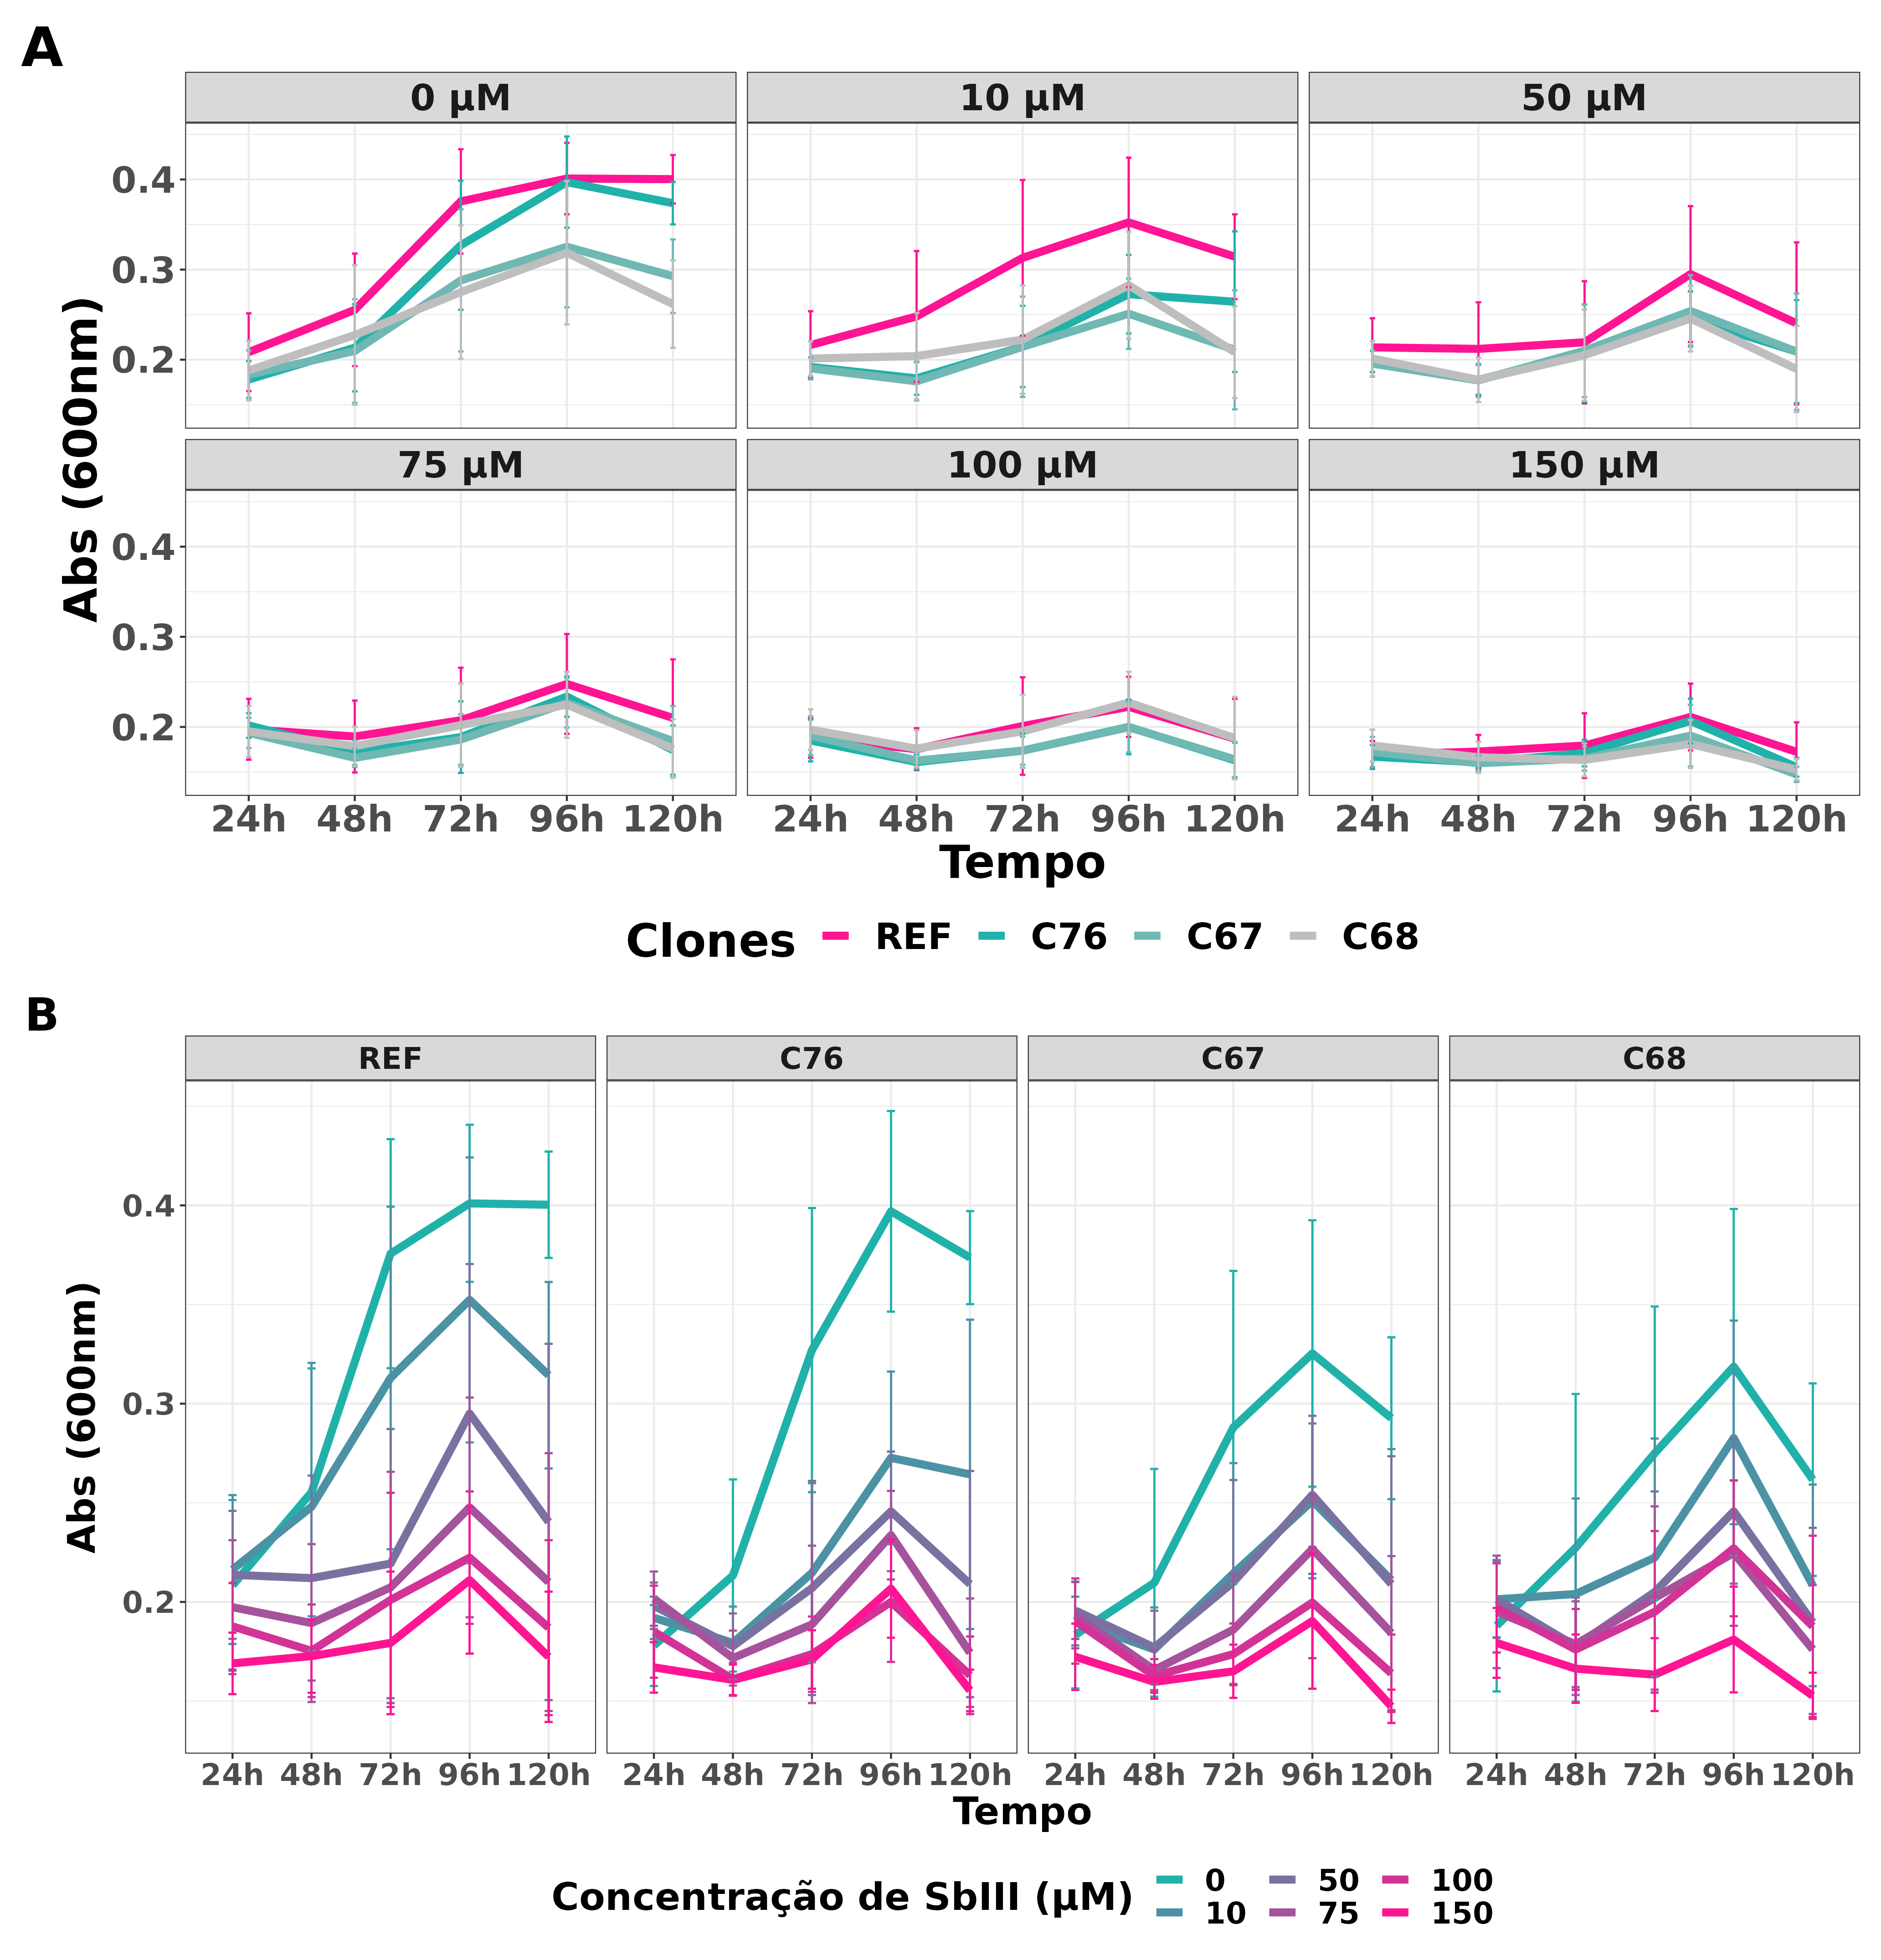 A
0 µM 10 µM 50 µM
0.4
0.3
0.2
75 µM 100 µM 150 µM
0.4
0.3
0.2
Abs (600nm)
24h 48h 72h 96h 120h 24h 48h 72h 96h 120h 24h 48h 72h 96h 120h
Tempo
Clones REF C76 C67 C68
B
REF C76 C67 C68
0.4
0.3
0.2
Abs (600nm)
24h 48h 72h 96h 120h 24h 48h 72h 96h 120h 24h 48h 72h 96h 120h 24h 48h 72h 96h 120h
Tempo
Concentração de SbIII (µM)
0 50 100
10 75 150